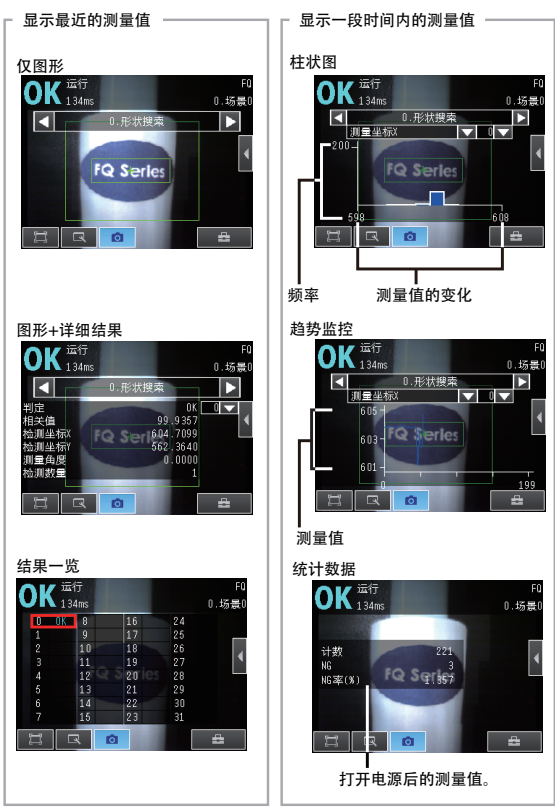 显示最近的测量值
仅图形
OK 运行 FQ
134ms 0.场景0
0.形状搜索
FQ Series
图形+详细结果
OK 运行 FQ
134ms 0.场景0
0.形状搜索
判定 OK 0
相关值 99.9357
检测坐标X 604.7099
检测坐标Y 562.3640
测量角度 0.0000
检测数量 1
FQ Series
结果一览
OK 运行 FQ
134ms 0.场景0
0 OK 8 16 24
1 9 17 25
2 10 18 26
3 11 19 27
4 12 20 28
5 13 21 29
6 14 22 30
7 15 23 31
FQ Series
显示一段时间内的测量值
柱状图
OK 运行 FQ
134ms 0.场景0
0.形状搜索
测量坐标X 0
200
FQ Series
598 608
频率 测量值的变化
趋势监控
OK 运行 FQ
134ms 0.场景0
0.形状搜索
测量坐标X 0
605
603
601
FQ Series
0 199
测量值
统计数据
OK 运行 FQ
134ms 0.场景0
计数 221
NG 3
NG率(%) 1.357
FQ Series
打开电源后的测量值。